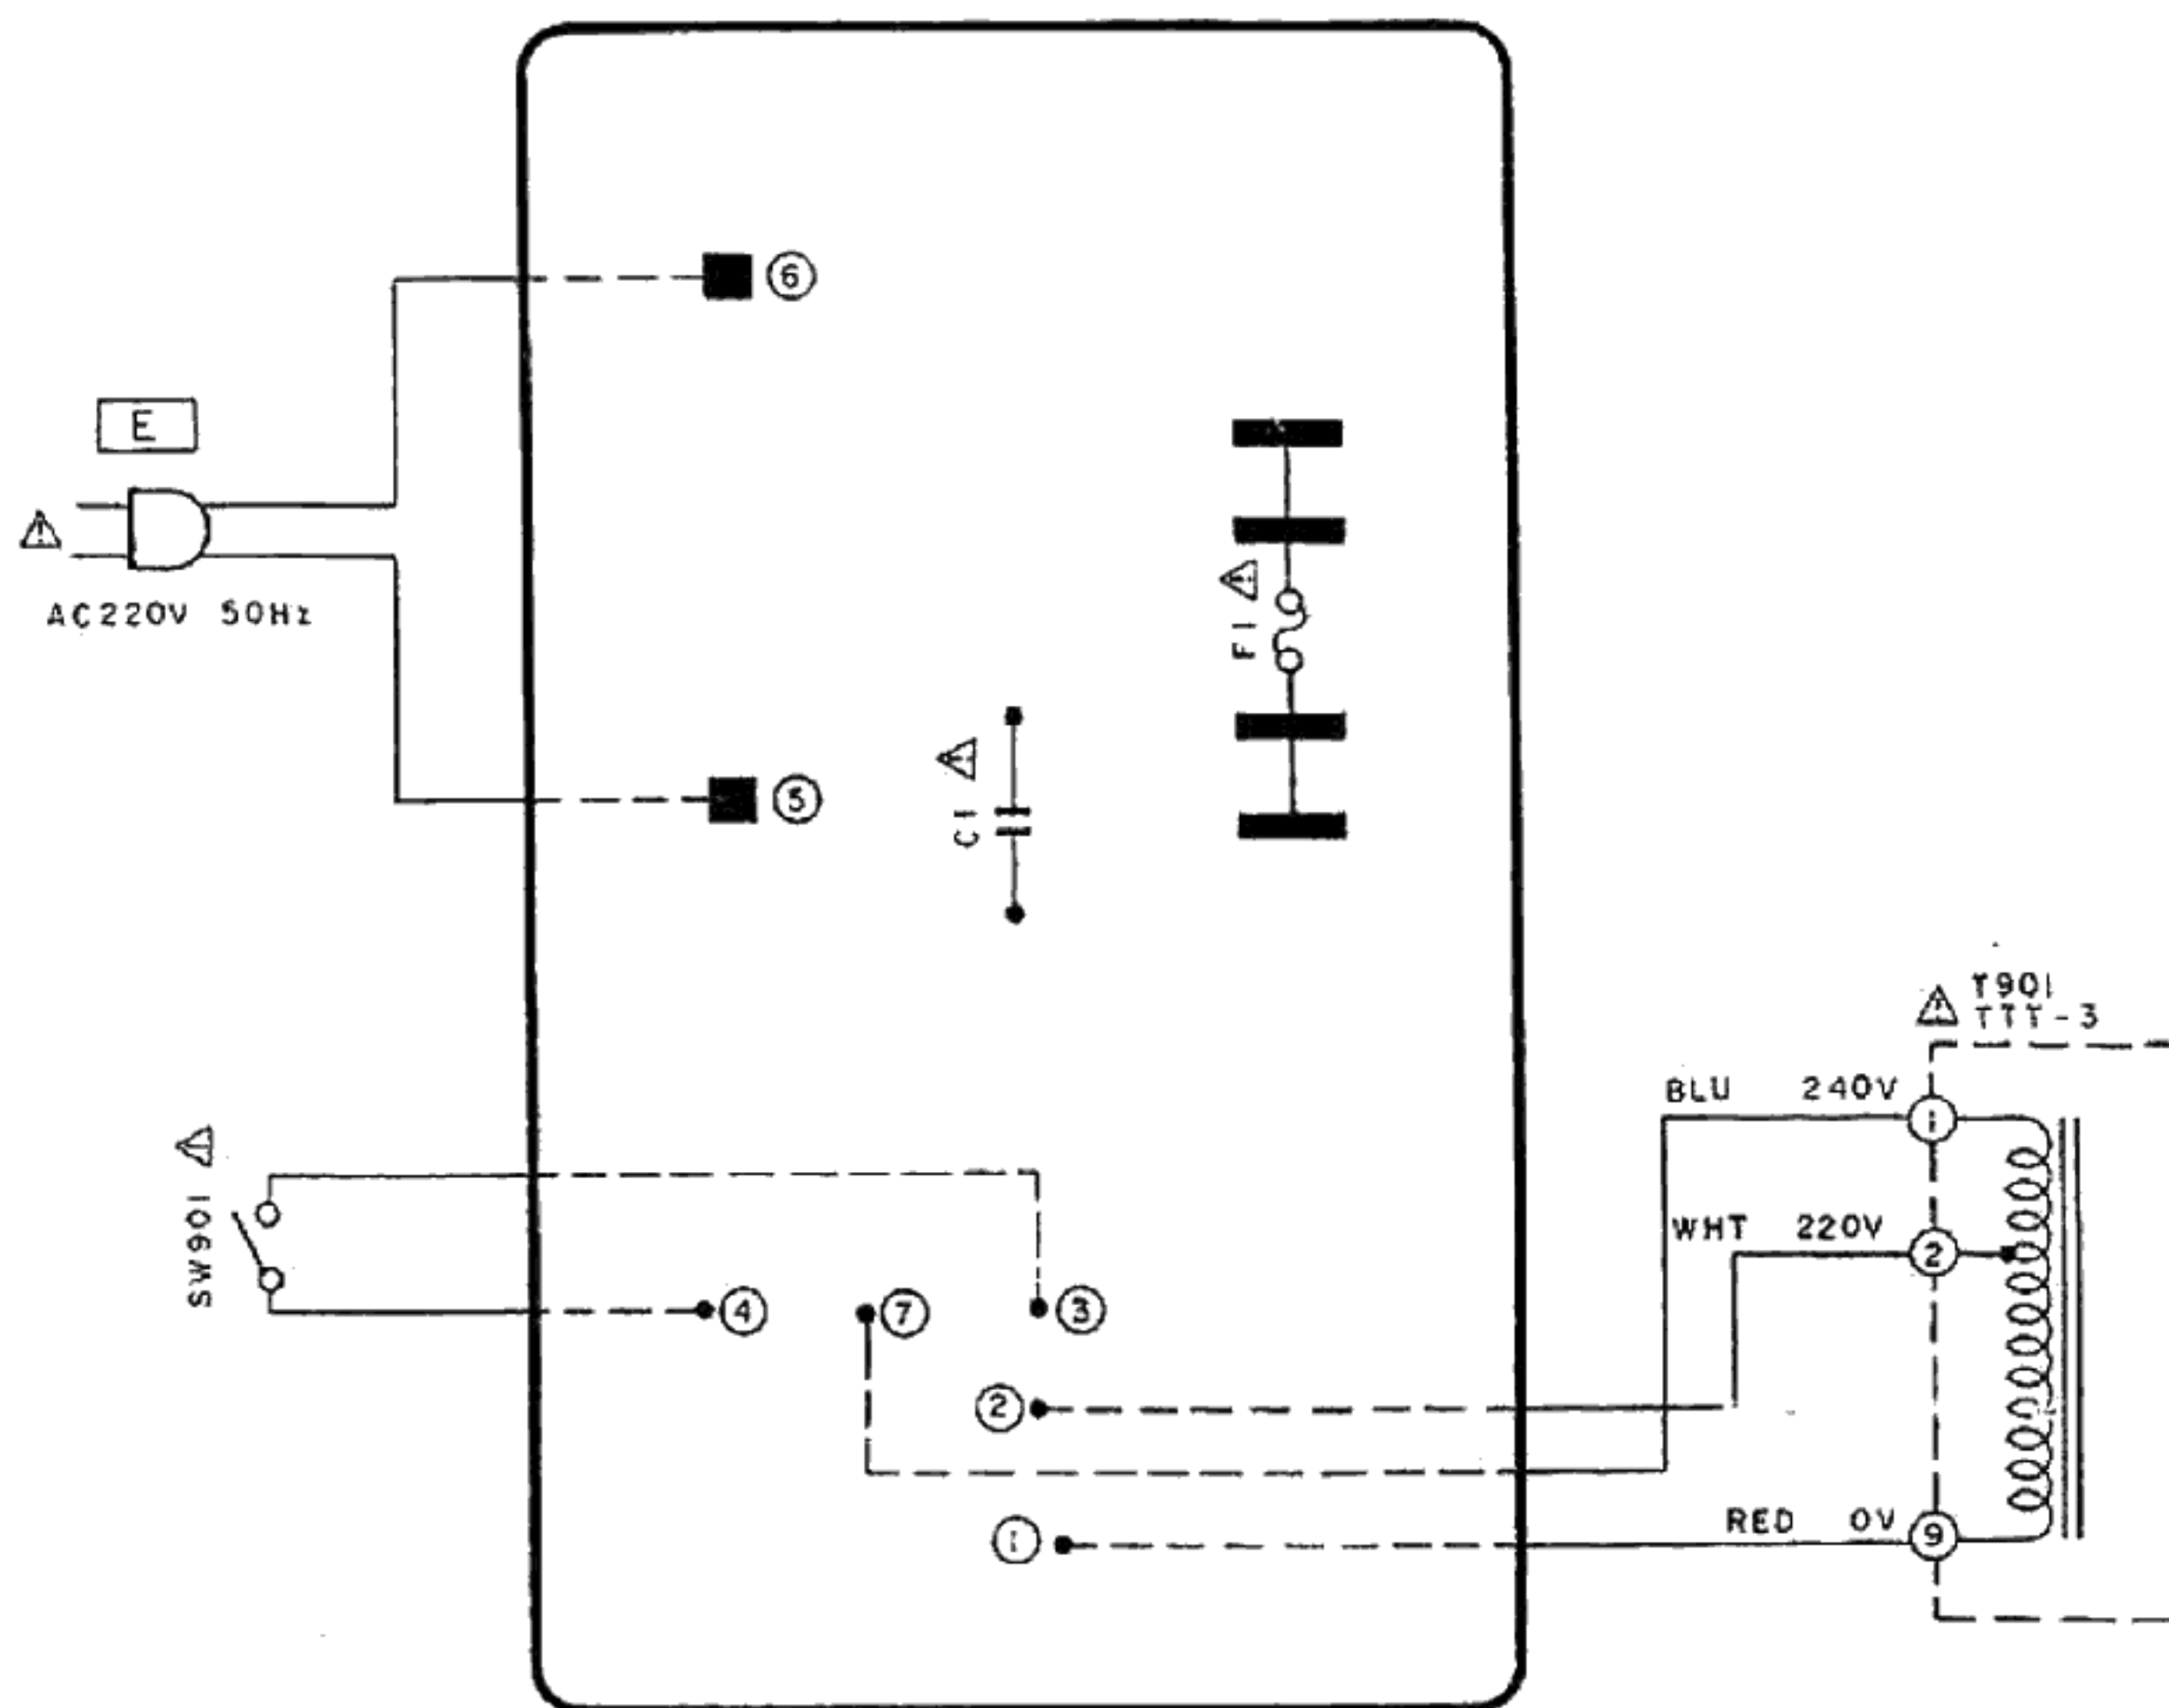 6
E
AC220V 50Hz
F1
5
C1
T901
TTT-3
BLU 240V 1
SW901
WHT 220V 2
4 7 3
2
RED 0V 9
1